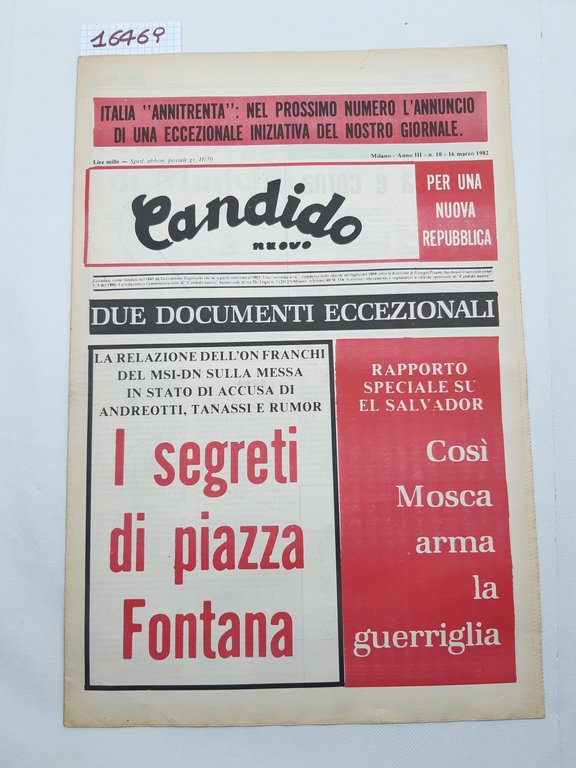 16469
ITALIA "ANNITRENTA": NEL PROSSIMO NUMERO L'ANNUNCIO
DI UNA ECCEZIONALE INIZIATIVA DEL NOSTRO GIORNALE.
Lire mille — Sped. abben. postale gr. II/70
Milano - Anno III - n. 10 - 16 marzo 1982
Candido
nuovo
PER UNA
NUOVA
REPUBBLICA
DUE DOCUMENTI ECCEZIONALI
LA RELAZIONE DELL'ON FRANCHI
DEL MSI-DN SULLA MESSA
IN STATO DI ACCUSA DI
ANDREOTTI, TANASSI E RUMOR
I segreti
di piazza
Fontana
RAPPORTO
SPECIALE SU'
EL SALVADOR
Così
Mosca
arma
la
guerriglia